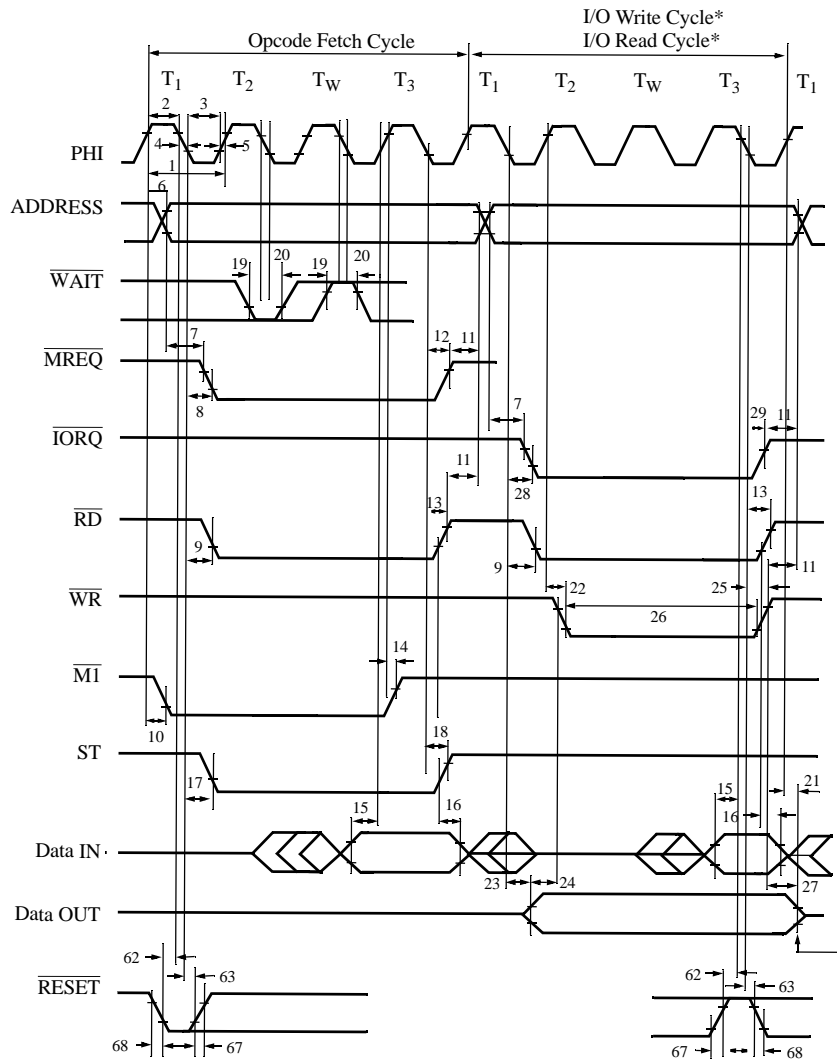 I/O Write Cycle*
Opcode Fetch Cycle I/O Read Cycle*
T1 T2 TW T3 T1 T2 TW T3 T1
2 3
PHI 4 5
1
6
ADDRESS
19 20 19 20
WAIT
7 12 11
MREQ
8 7 29 11
IORQ
11 28
13 13
RD
9 9 11
22 25
WR 26
14
M1
10 18
ST
17 21
15 16 15 16
Data IN
23 24 27
Data OUT
62 63 62 63
RESET
68 67 67 68